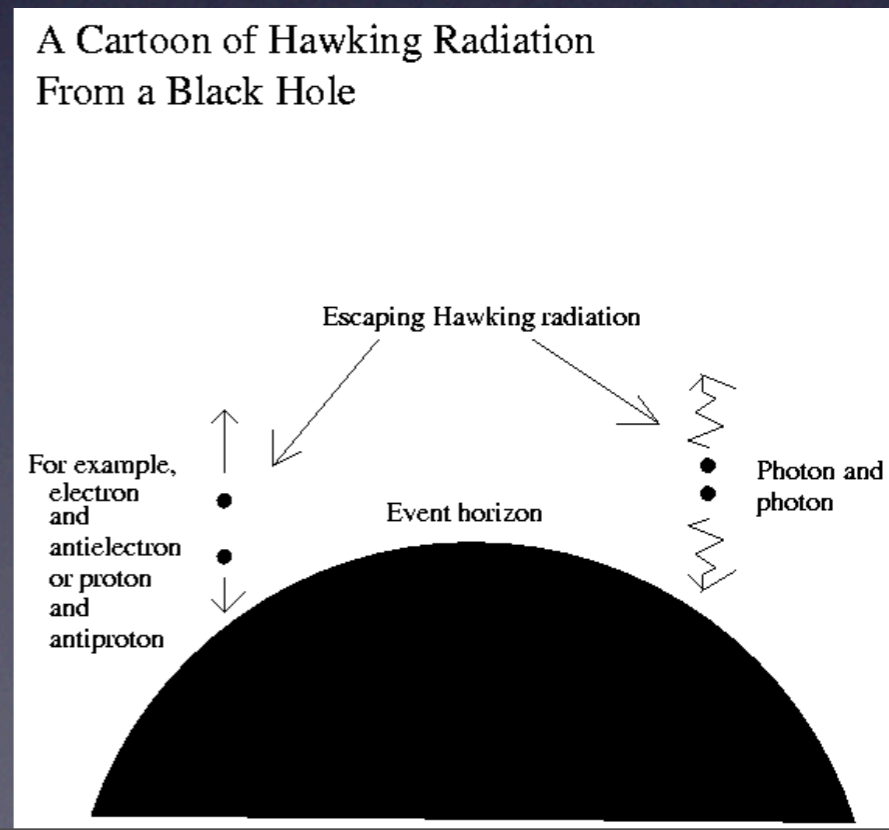 A Cartoon of Hawking Radiation
From a Black Hole
Escaping Hawking radiation
For example,
electron
and
antielectron
or proton
and
antiproton
Event horizon
Photon and
photon